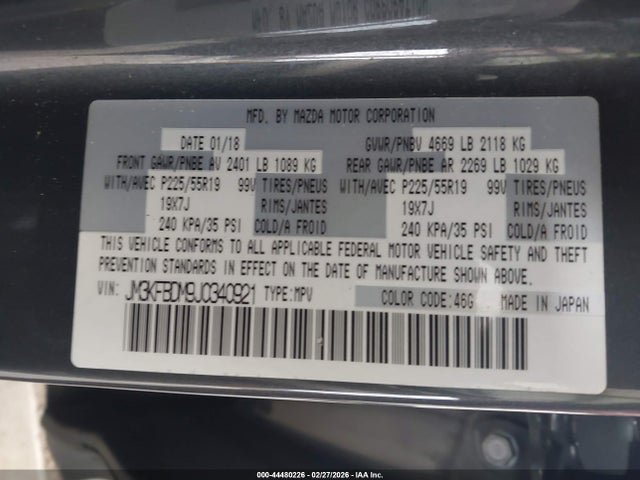 MFD. BY MAZDA MOTOR CORPORATION
DATE 01/18 GVWR/PNBV 4669 LB 2118 KG
FRONT GAWR/PNBE AV 2401 LB 1089 KG REAR GAWR/PNBE AR 2269 LB 1029 KG
WITH/AVEC P225/55R19 99V TIRES/PNEUS WITH/AVEC P225/55R19 99V TIRES/PNEUS
19X7J RIMS/JANTES 19X7J RIMS/JANTES
240 KPA/35 PSI COLD/A FROID 240 KPA/35 PSI COLD/A FROID
THIS VEHICLE CONFORMS TO ALL APPLICABLE FEDERAL MOTOR VEHICLE SAFETY AND THEFT
PREVENTION STANDARDS IN EFFECT ON THE DATE OF MANUFACTURE SHOWN ABOVE.
VIN: JM3KFBDM9J0340921 TYPE: MPV COLOR CODE: 46G MADE IN JAPAN
000-44480226 - 02/27/2026 - IAAI.COM